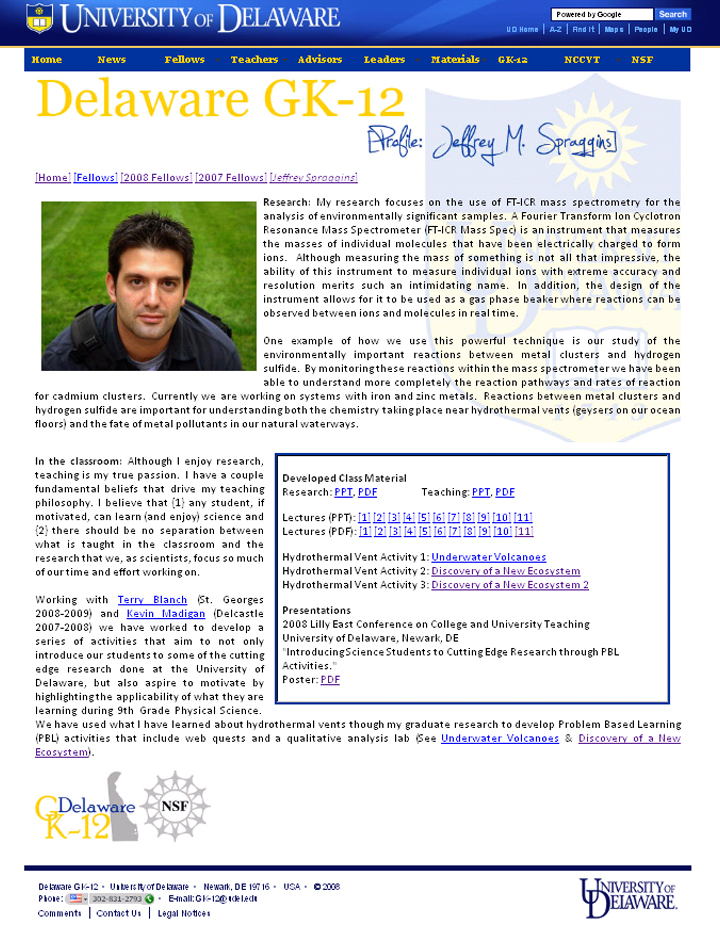 UNIVERSITY OF DELAWARE
Powered by Google Search
UD Home | A-Z | Find it | Maps | People | My UD
Home News Fellows Teachers Advisors Leaders Materials GK-12 NCCVT NSF
Delaware GK-12
[Profile: Jeffrey M. Spraggins]
[Home] [Fellows] [2008 Fellows] [2007 Fellows] [Jeffrey Spraggins]
Research: My research focuses on the use of FT-ICR mass spectrometry for the
analysis of environmentally significant samples. A Fourier Transform Ion Cyclotron
Resonance Mass Spectrometer (FT-ICR Mass Spec) is an instrument that measures
the masses of individual molecules that have been electrically charged to form
ions. Although measuring the mass of something is not all that impressive, the
ability of this instrument to measure individual ions with extreme accuracy and
resolution merits such an intimidating name. In addition, the design of the
instrument allows for it to be used as a gas phase beaker where reactions can be
observed between ions and molecules in real time.
One example of how we use this powerful technique is our study of the
environmentally important reactions between metal clusters and hydrogen
sulfide. By monitoring these reactions within the mass spectrometer we have been
able to understand more completely the reaction pathways and rates of reaction
for cadmium clusters. Currently we are working on systems with iron and zinc metals. Reactions between metal clusters and
hydrogen sulfide are important for understanding both the chemistry taking place near hydrothermal vents (geysers on our ocean
floors) and the fate of metal pollutants in our natural waterways.
In the classroom: Although I enjoy research,
teaching is my true passion. I have a couple
fundamental beliefs that drive my teaching
philosophy. I believe that {1} any student, if
motivated, can learn (and enjoy) science and
{2} there should be no separation between
what is taught in the classroom and the
research that we, as scientists, focus so much
of our time and effort working on.
Working with Terry Blanch (St. Georges
2008-2009) and Kevin Madigan (Delcastle
2007-2008) we have worked to develop a
series of activities that aim to not only
introduce our students to some of the cutting
edge research done at the University of
Delaware, but also aspire to motivate by
highlighting the applicability of what they are
learning during 9th Grade Physical Science.
We have used what I have learned about hydrothermal vents though my graduate research to develop Problem Based Learning
(PBL) activities that include web quests and a qualitative analysis lab (See Underwater Volcanoes & Discovery of a New
Ecosystem).
Developed Class Material
Research: PPT, PDF Teaching: PPT, PDF
Lectures (PPT): [1] [2] [3] [4] [5] [6] [7] [8] [9] [10] [11]
Lectures (PDF): [1] [2] [3] [4] [5] [6] [7] [8] [9] [10] [11]
Hydrothermal Vent Activity 1: Underwater Volcanoes
Hydrothermal Vent Activity 2: Discovery of a New Ecosystem
Hydrothermal Vent Activity 3: Discovery of a New Ecosystem 2
Presentations
2008 Lilly East Conference on College and University Teaching
University of Delaware, Newark, DE
"Introducing Science Students to Cutting Edge Research through PBL
Activities."
Poster: PDF
Delaware GK-12
NSF
Delaware GK-12 • University of Delaware • Newark, DE 19716 • USA • © 2008
Phone: 302-831-2793 • E-mail: GK-12@udel.edu
Comments | Contact Us | Legal Notices
UNIVERSITY OF DELAWARE.